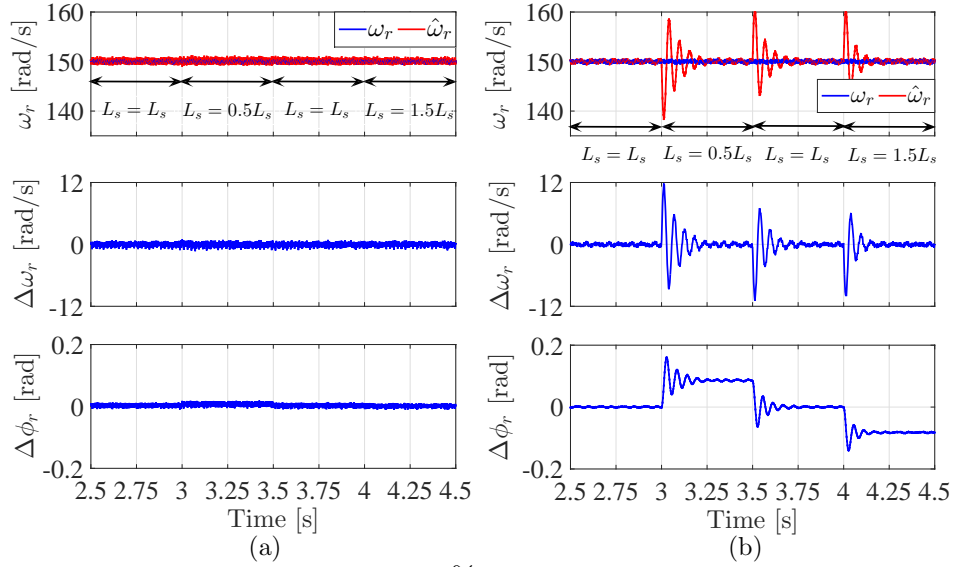 160
150
140
ω_r [rad/s]
ω_r ω̂_r
L_s = L_s L_s = 0.5L_s L_s = L_s L_s = 1.5L_s
12
0
-12
Δω_r [rad/s]
0.2
0
-0.2
Δϕ_r [rad]
2.5 2.75 3 3.25 3.5 3.75 4 4.25 4.5
Time [s]
(a)
160
150
140
ω_r [rad/s]
ω_r ω̂_r
L_s = L_s L_s = 0.5L_s L_s = L_s L_s = 1.5L_s
12
0
-12
Δω_r [rad/s]
0.2
0
-0.2
Δϕ_r [rad]
2.5 2.75 3 3.25 3.5 3.75 4 4.25 4.5
Time [s]
(b)